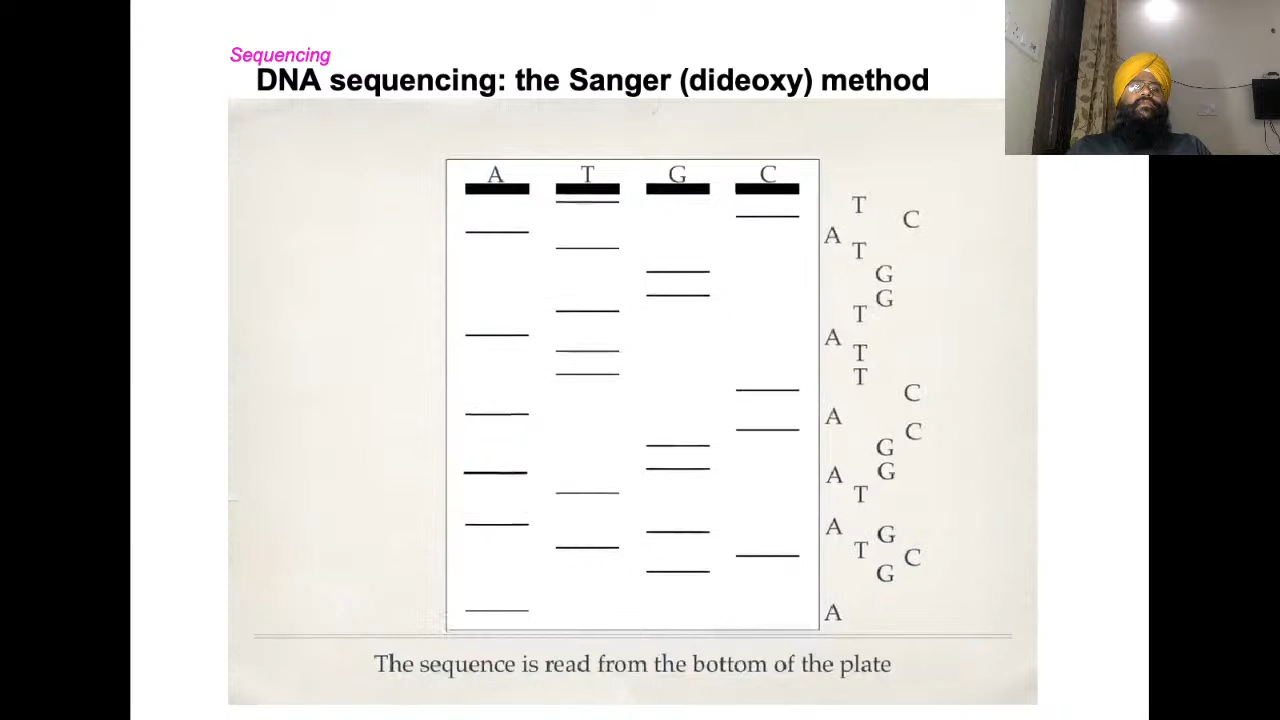 Sequencing
DNA sequencing: the Sanger (dideoxy) method
A T G C
T
C
A
T
G
G
T
A
T
T
C
A
C
G
G
A
T
A
G
T
C
G
A
The sequence is read from the bottom of the plate